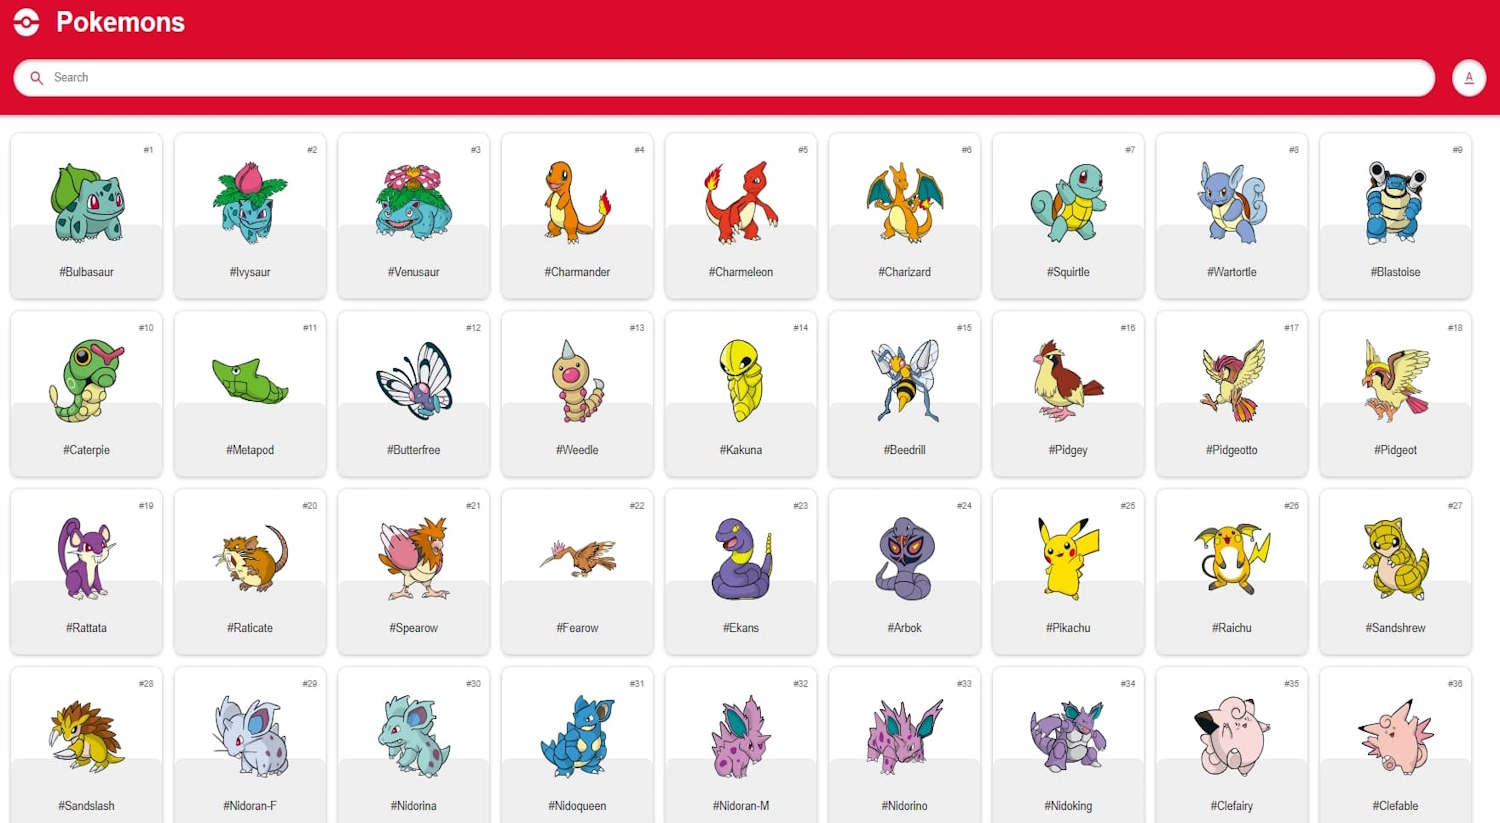 Pokemons
Search
A
#1 #2 #3 #4 #5 #6 #7 #8 #9
#Bulbasaur #Ivysaur #Venusaur #Charmander #Charmeleon #Charizard #Squirtle #Wartortle #Blastoise
#10 #11 #12 #13 #14 #15 #16 #17 #18
#Caterpie #Metapod #Butterfree #Weedle #Kakuna #Beedrill #Pidgey #Pidgeotto #Pidgeot
#19 #20 #21 #22 #23 #24 #25 #26 #27
#Rattata #Raticate #Spearow #Fearow #Ekans #Arbok #Pikachu #Raichu #Sandshrew
#28 #29 #30 #31 #32 #33 #34 #35 #36
#Sandslash #Nidoran-F #Nidorina #Nidoqueen #Nidoran-M #Nidorino #Nidoking #Clefairy #Clefable